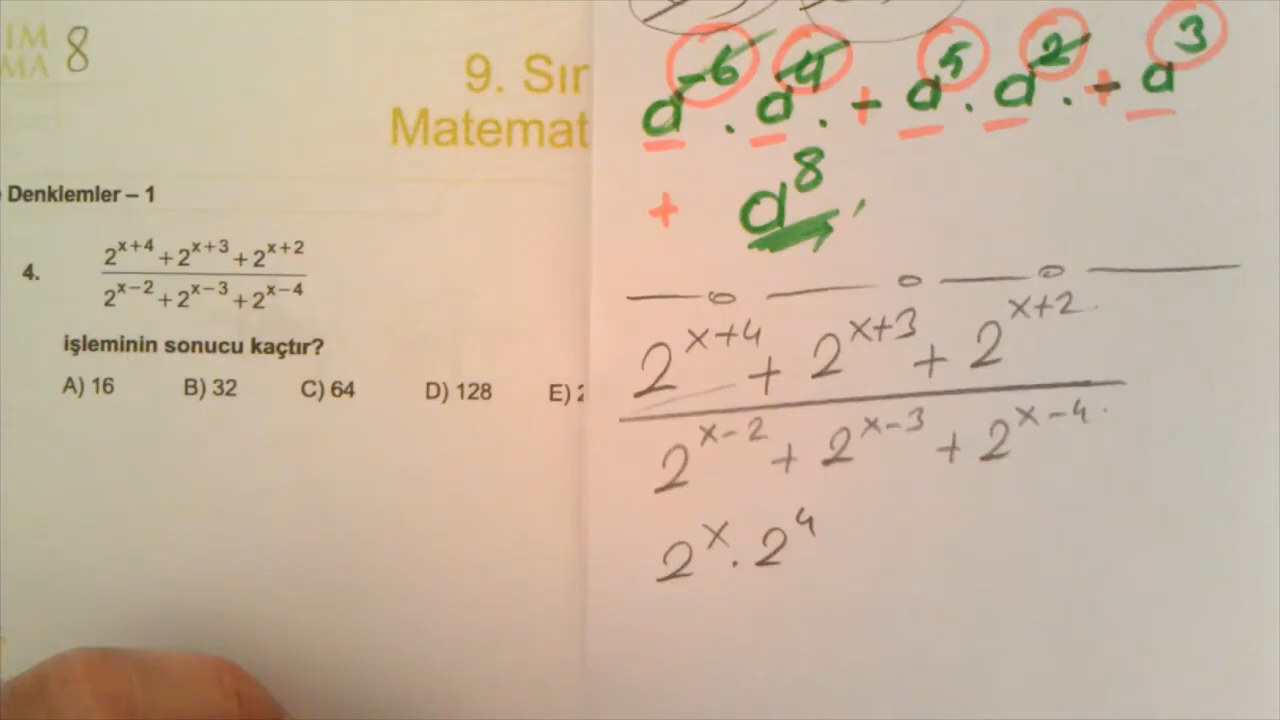 IM
MA 8
9. Sın
Matemat
Denklemler – 1
4. 2^{x+4} + 2^{x+3} + 2^{x+2}
2^{x–2} + 2^{x–3} + 2^{x–4}
işleminin sonucu kaçtır?
A) 16 B) 32 C) 64 D) 128 E) 2
a^{-6} . a^{4} . + a^{5} . a^{2} . + a^{3}
+ a^{8}
2^{x+4} + 2^{x+3} + 2^{x+2}
2^{x-2} + 2^{x-3} + 2^{x-4}
2^{x} . 2^{4}